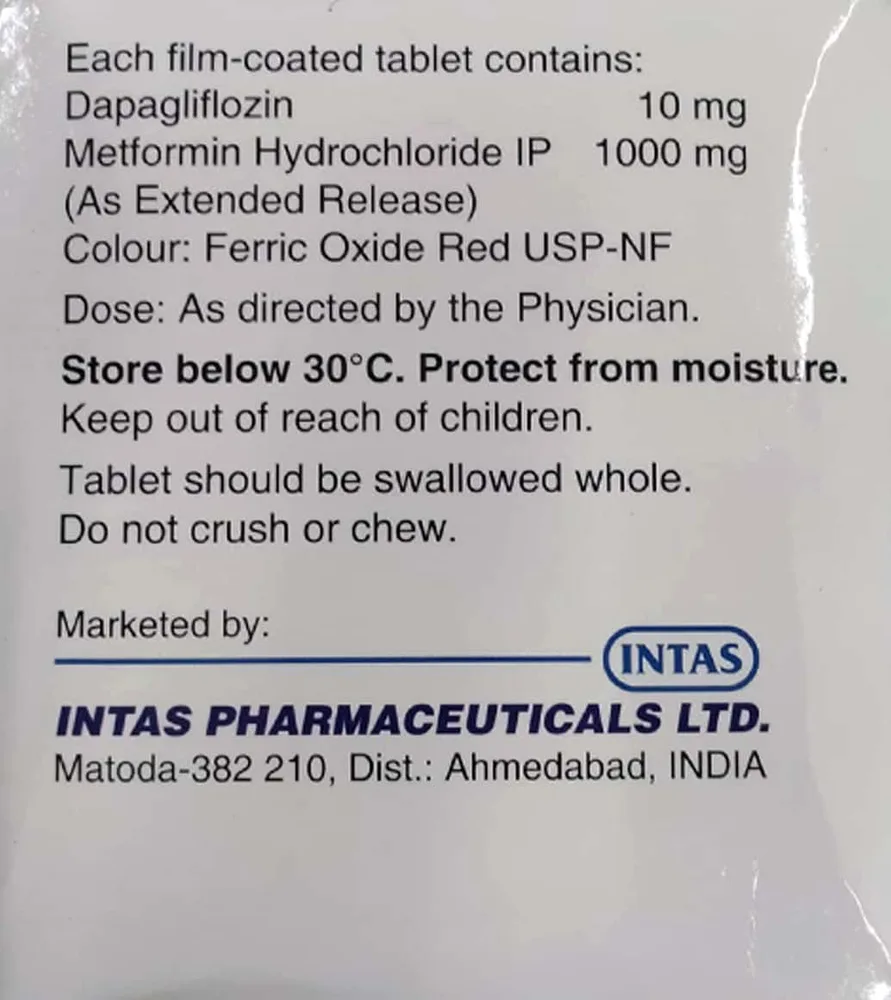 Each film-coated tablet contains:
Dapagliflozin 10 mg
Metformin Hydrochloride IP 1000 mg
(As Extended Release)
Colour: Ferric Oxide Red USP-NF
Dose: As directed by the Physician.
Store below 30°C. Protect from moisture.
Keep out of reach of children.
Tablet should be swallowed whole.
Do not crush or chew.
Marketed by:
INTAS
INTAS PHARMACEUTICALS LTD.
Matoda-382 210, Dist.: Ahmedabad, INDIA